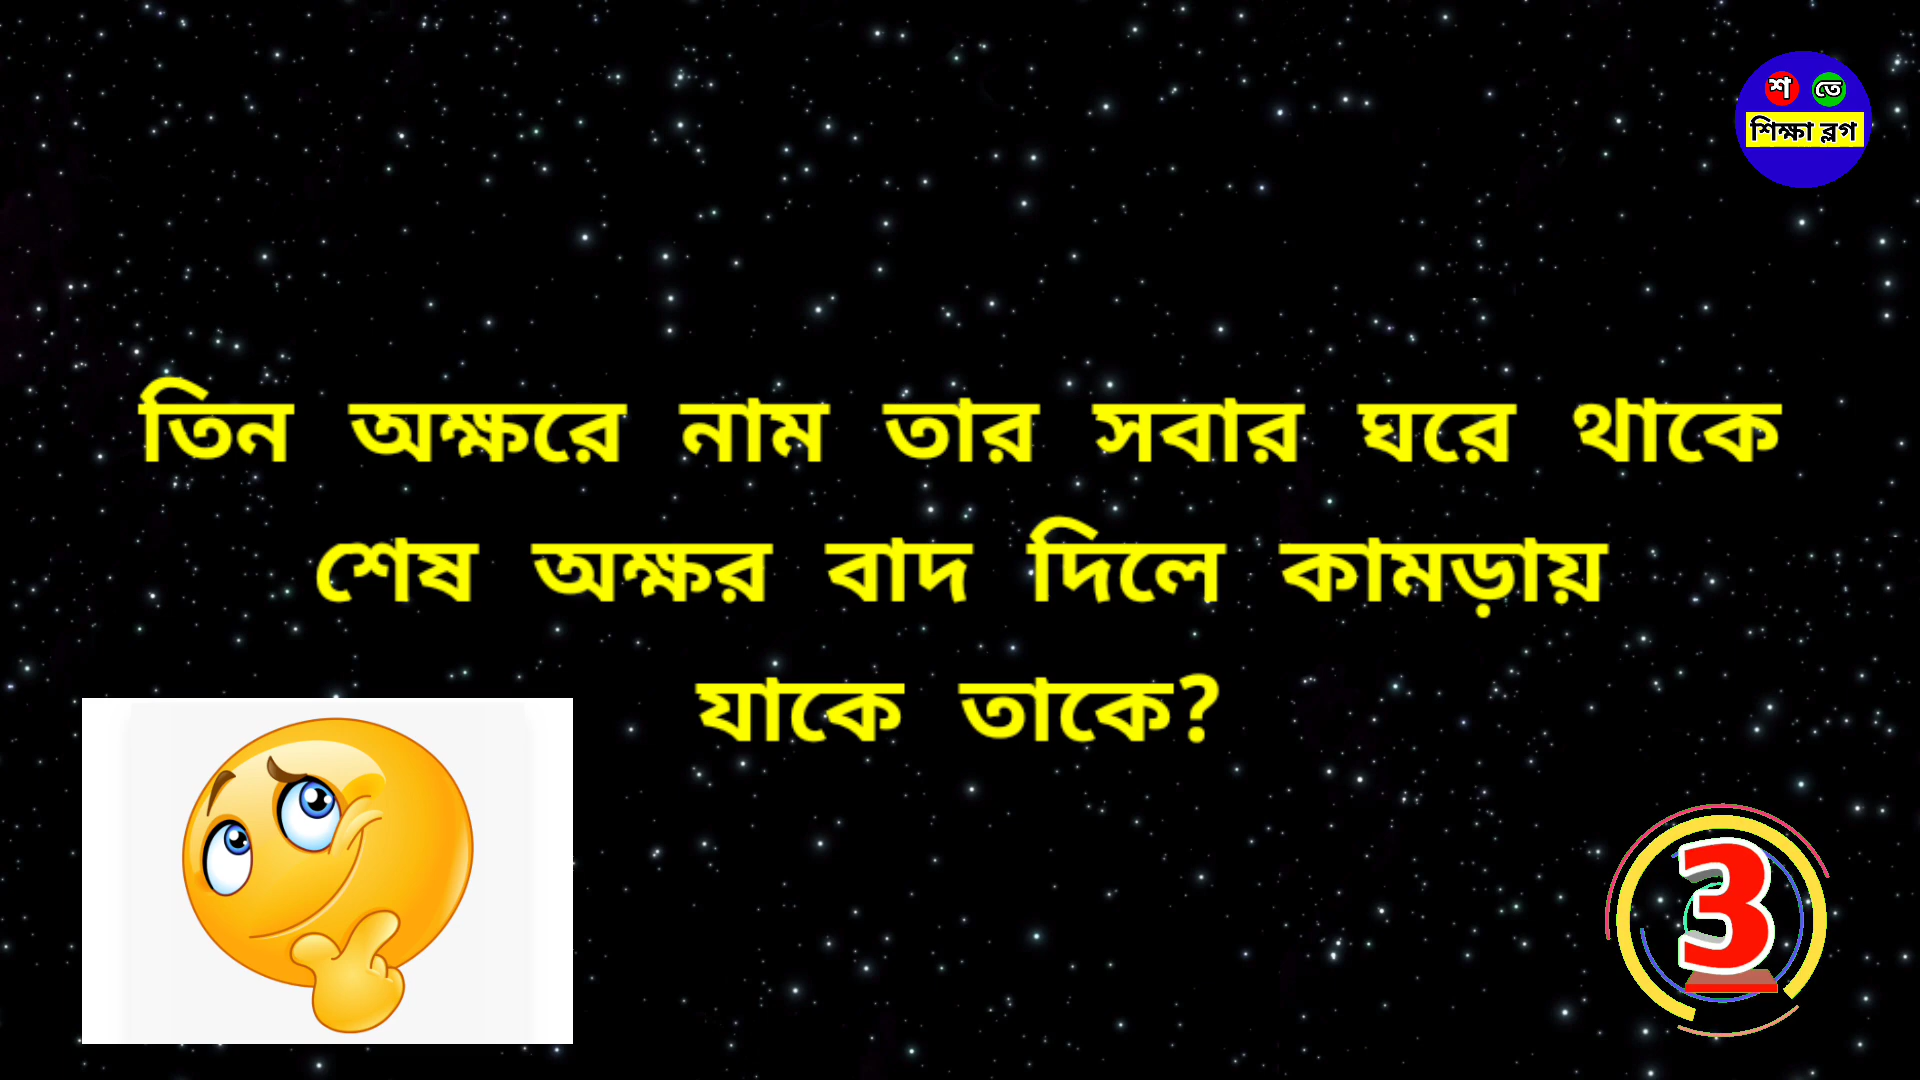 শ তে
শিক্ষা ব্লগ
তিন অক্ষরে নাম তার সবার ঘরে থাকে
শেষ অক্ষর বাদ দিলে কামড়ায়
যাকে তাকে?
3